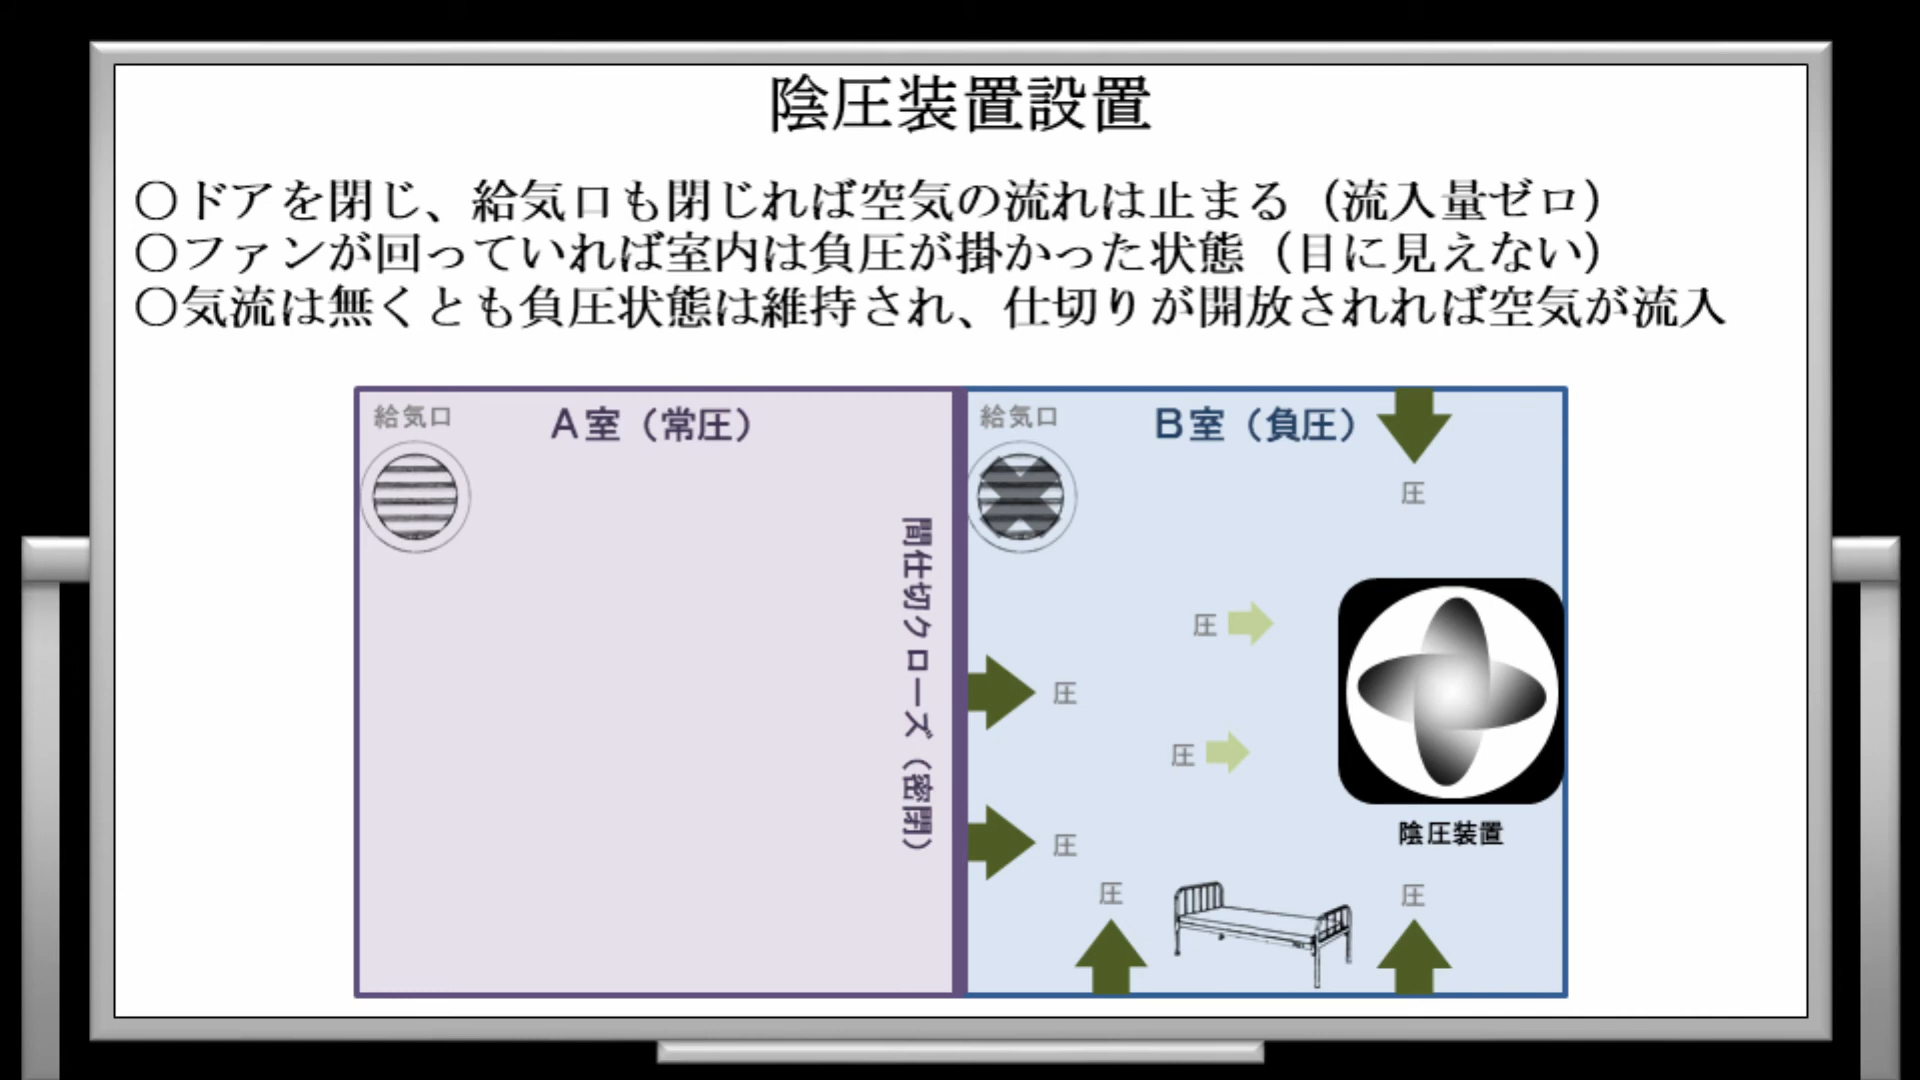 陰圧装置設置
○ドアを閉じ、給気口も閉じれば空気の流れは止まる（流入量ゼロ）
○ファンが回っていれば室内は負圧が掛かった状態（目に見えない）
○気流は無くとも負圧状態は維持され、仕切りが開放されれば空気が流入
給気口
A室（常圧）
間仕切クローズ（密閉）
給気口
B室（負圧）
圧
圧
圧
圧
圧
陰圧装置
圧
圧